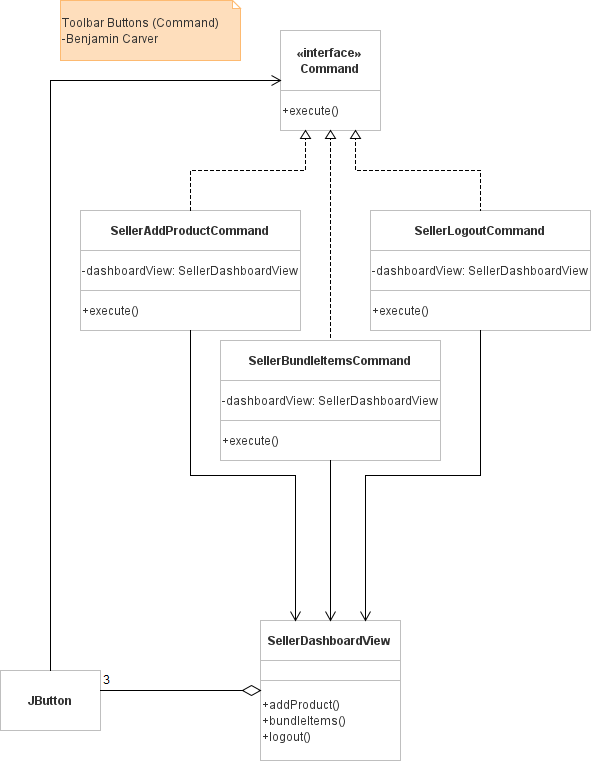 Toolbar Buttons (Command)
-Benjamin Carver
«interface»
Command
+execute()
SellerAddProductCommand
-dashboardView: SellerDashboardView
+execute()
SellerLogoutCommand
-dashboardView: SellerDashboardView
+execute()
SellerBundleItemsCommand
-dashboardView: SellerDashboardView
+execute()
SellerDashboardView
+addProduct()
+bundleItems()
+logout()
JButton
3